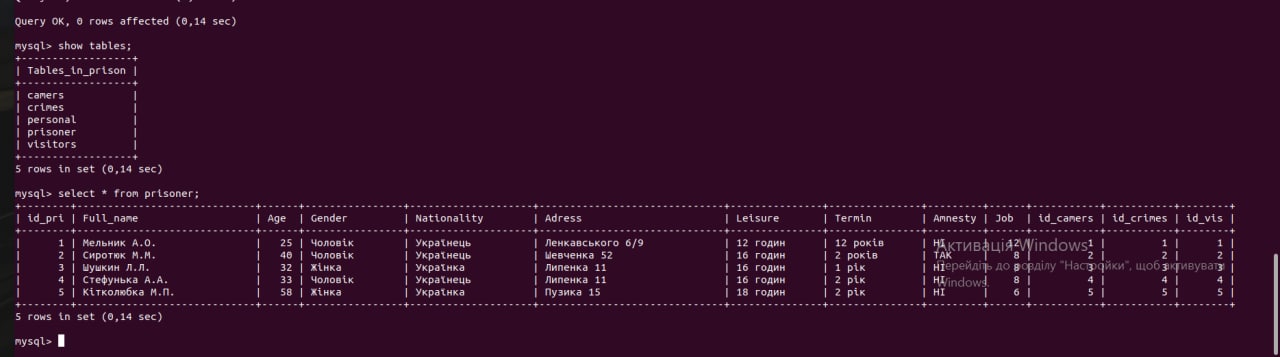 Query OK, 0 rows affected (0,14 sec)
mysql> show tables;
+------------------+
| Tables_in_prison |
+------------------+
| camers           |
| crimes           |
| personal         |
| prisoner         |
| visitors         |
+------------------+
5 rows in set (0,14 sec)
mysql> select * from prisoner;
| id_pri | Full_name | Age | Gender | Nationality | Adress | Leisure | Termin | Amnesty | Job | id_camers | id_crimes | id_vis |
| 1 | Мельник А.О. | 25 | Чоловік | Українець | Ленкавського 6/9 | 12 годин | 12 років | НІ | 12 | 1 | 1 | 1 |
| 2 | Сиротюк М.М. | 40 | Чоловік | Українець | Шевченка 52 | 16 годин | 2 років | ТАК | 8 | 2 | 2 | 2 |
| 3 | Шушкин Л.Л. | 32 | Жінка | Українка | Липенка 11 | 16 годин | 1 рік | НІ | 8 | 3 | 3 | 3 |
| 4 | Стефунька А.А. | 33 | Чоловік | Українець | Липенка 11 | 16 годин | 2 рік | НІ | 8 | 4 | 4 | 4 |
| 5 | Кітколюбка М.П. | 58 | Жінка | Українка | Пузика 15 | 18 годин | 2 рік | НІ | 6 | 5 | 5 | 5 |
5 rows in set (0,14 sec)
mysql>
Активація Windows
Перейдіть до розділу "Настройки", щоб активувати
Windows.